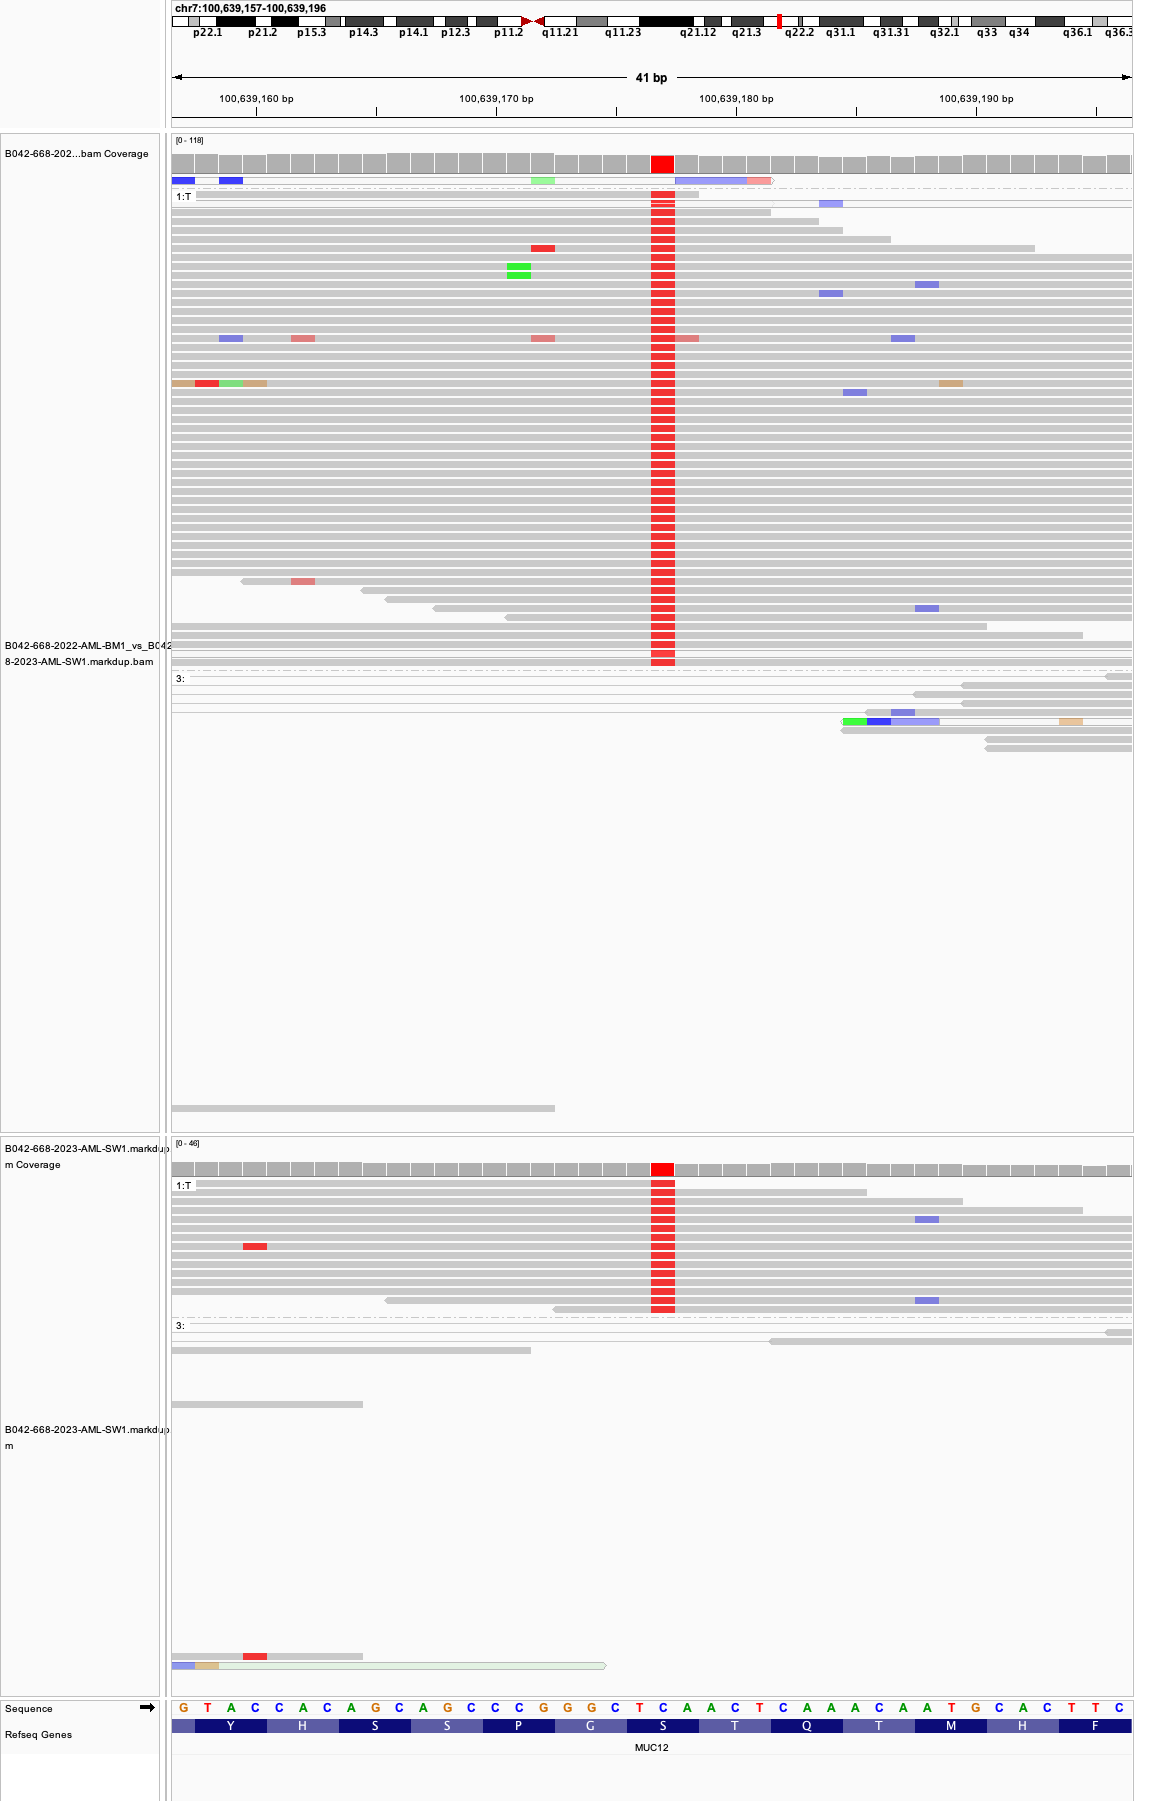 chr7:100,639,157-100,639,196
p22.1 p21.2 p15.3 p14.3 p14.1 p12.3 p11.2 q11.21 q11.23 q21.12 q21.3 q22.2 q31.1 q31.31 q32.1 q33 q34 q36.1 q36.3
41 bp
100,639,160 bp 100,639,170 bp 100,639,180 bp 100,639,190 bp
[0 - 118]
B042-668-202...bam Coverage
1:T
B042-668-2022-AML-BM1_vs_B042
8-2023-AML-SW1.markdup.bam
3:
[0 - 46]
B042-668-2023-AML-SW1.markdup
m Coverage
1:T
3:
B042-668-2023-AML-SW1.markdup
m
Sequence G T A C C A C A G C A G C C C G G G C T C A A C T C A A A C A A T G C A C T T C
Refseq Genes Y H S S P G S T Q T M H F
MUC12